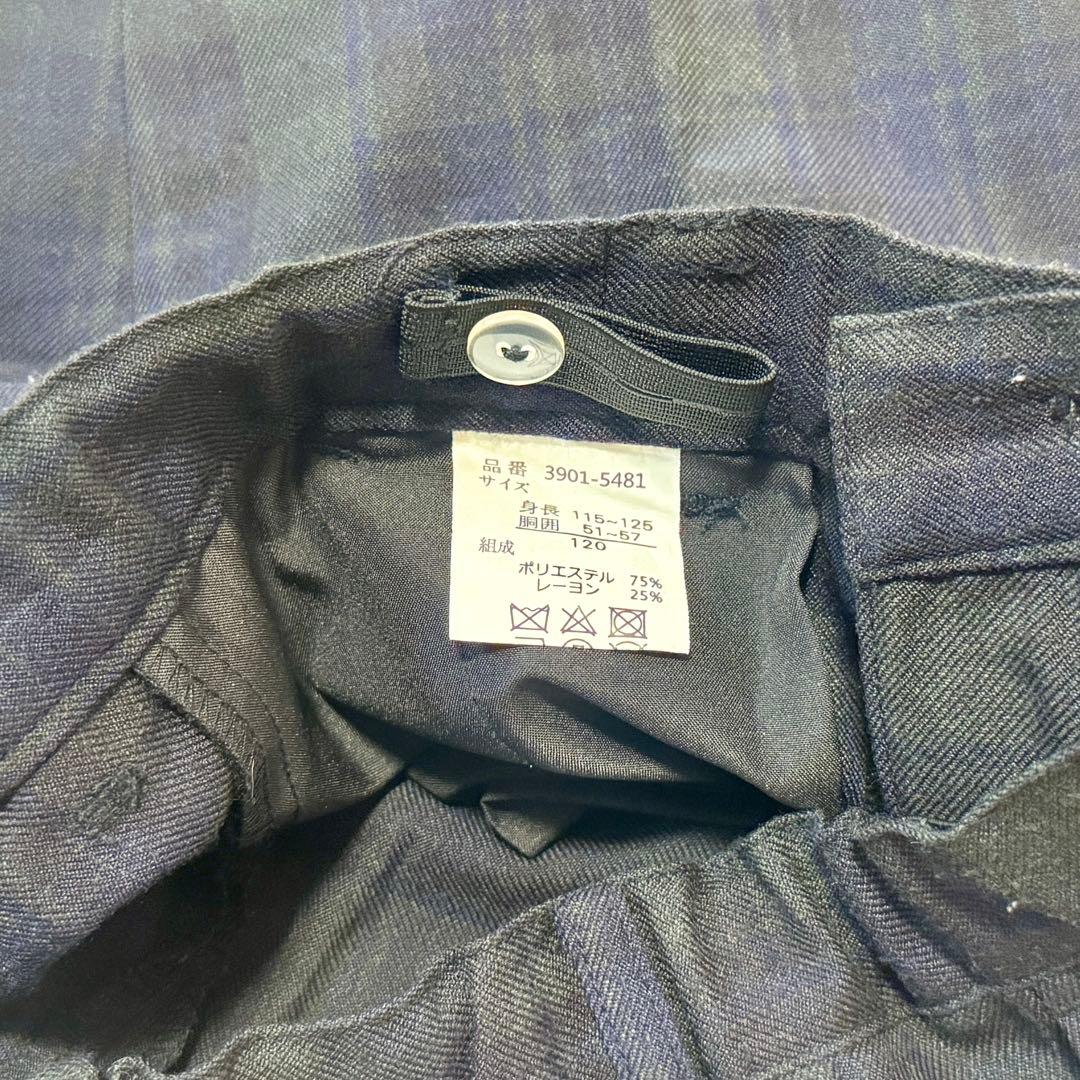 品番 3901-5481
サイズ
身長 115~125
胴囲 51~57
120
組成
ポリエステル 75%
レーヨン 25%